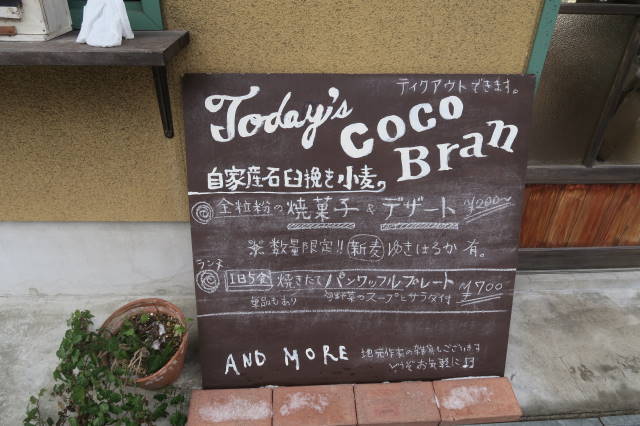 テイクアウトできます。
Today's
COCO
Bran
自家産石臼挽き小麦。
全粒粉の焼菓子&デザート ¥200〜
※数量限定!! 新麦 ゆきはるか 有。
ランチ
1日5食 焼きたてパンワッフルプレート ¥700
単品もあり 旬野菜のスープとサラダ付
AND MORE 地元作家の雑貨もございます
どうぞお気軽に♫